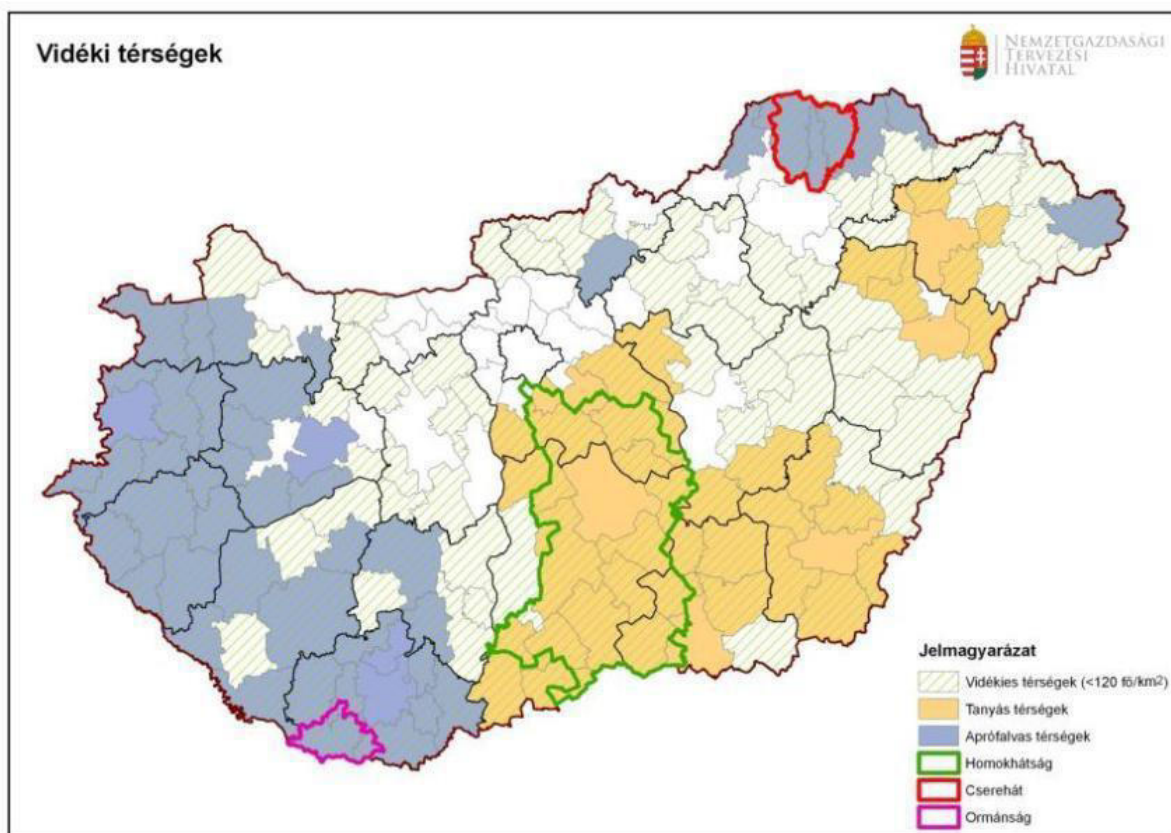 Vidéki térségek
NEMZETGAZDASÁGI
TERVEZÉSI
HIVATAL
Jelmagyarázat
Vidékies térségek (<120 fő/km2)
Tanyás térségek
Aprófalvas térségek
Homokhátság
Cserehát
Ormánság